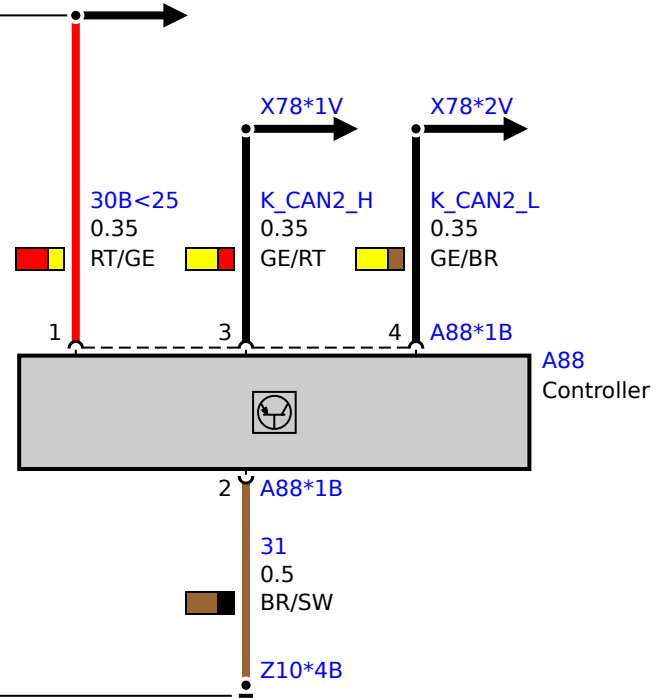 X78*1V
X78*2V
30B<25
0.35
RT/GE
K_CAN2_H
0.35
GE/RT
K_CAN2_L
0.35
GE/BR
1
3
4
A88*1B
A88
Controller
2
A88*1B
31
0.5
BR/SW
Z10*4B